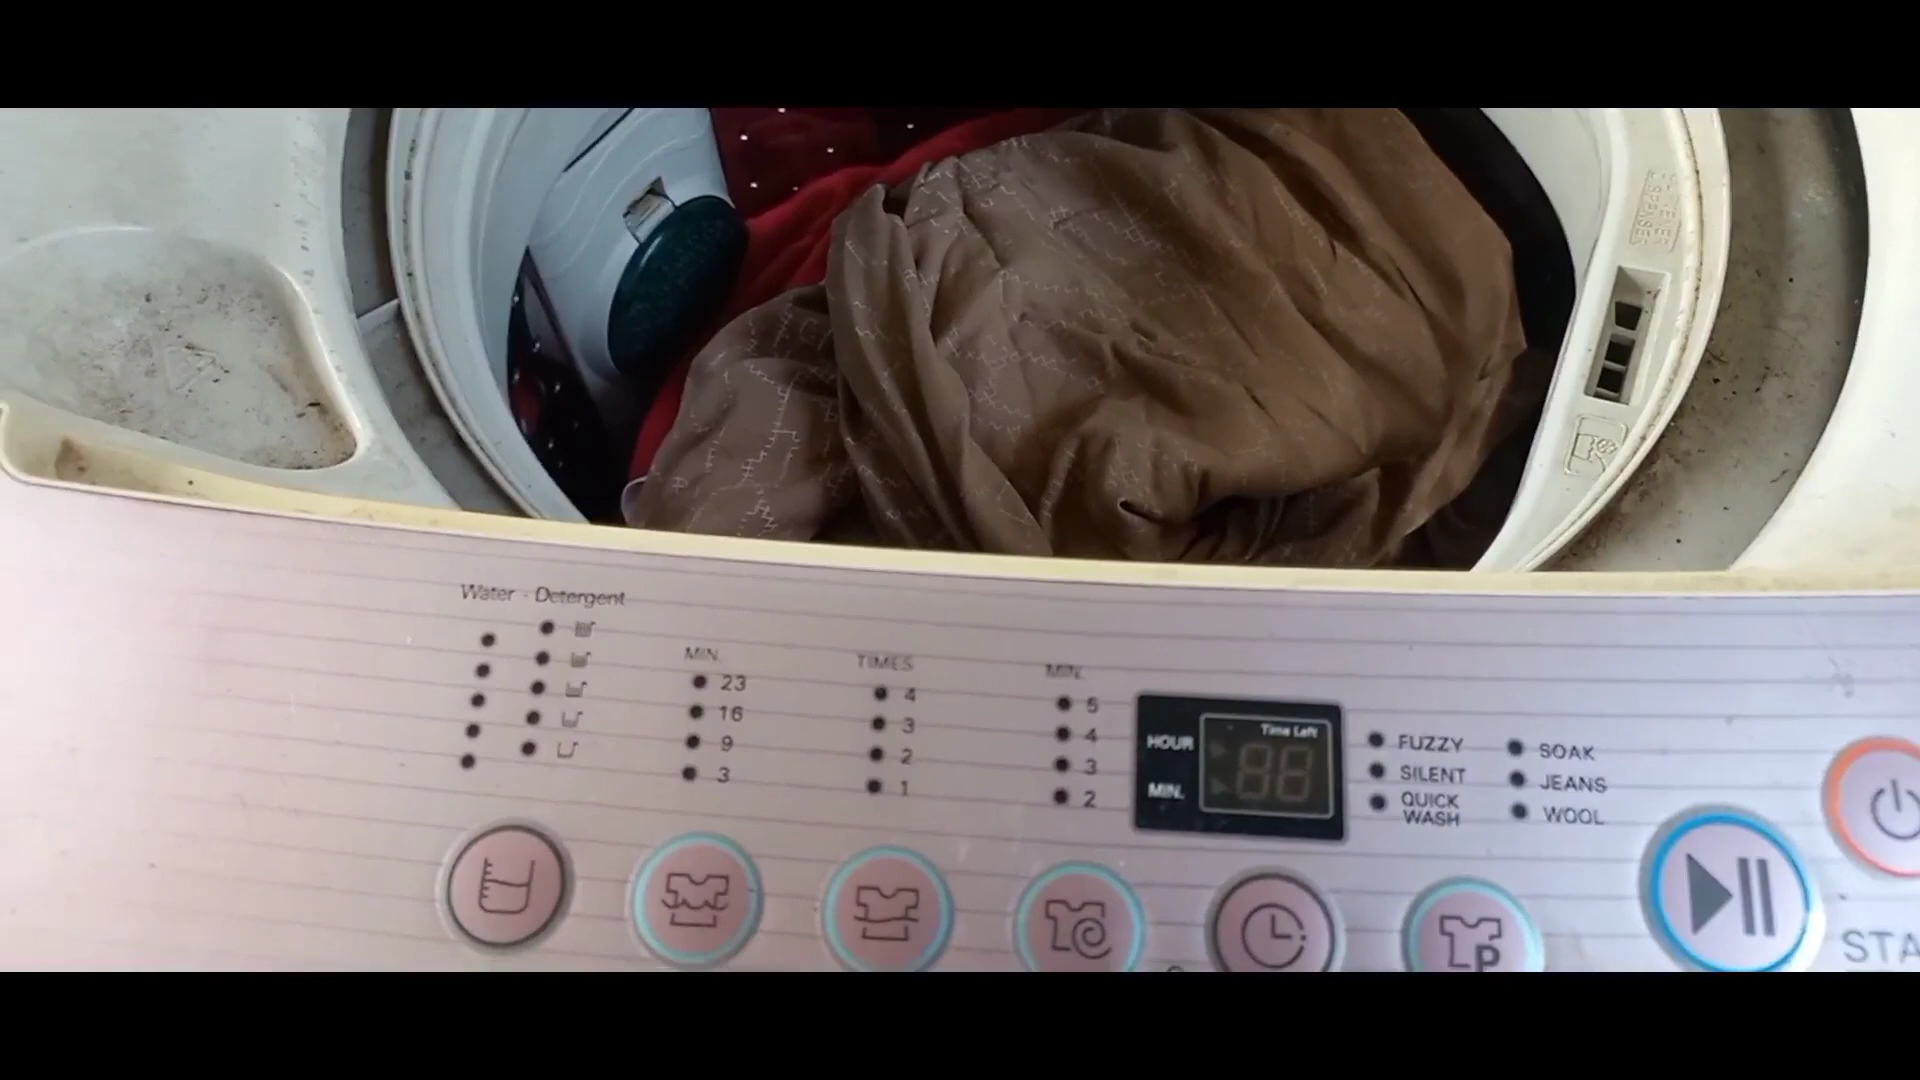 Water - Detergent
MIN.
23
16
9
3
TIMES
4
3
2
1
MIN.
5
4
3
2
HOUR
MIN.
Time Left
88
FUZZY
SILENT
QUICK
WASH
SOAK
JEANS
WOOL
P
STA